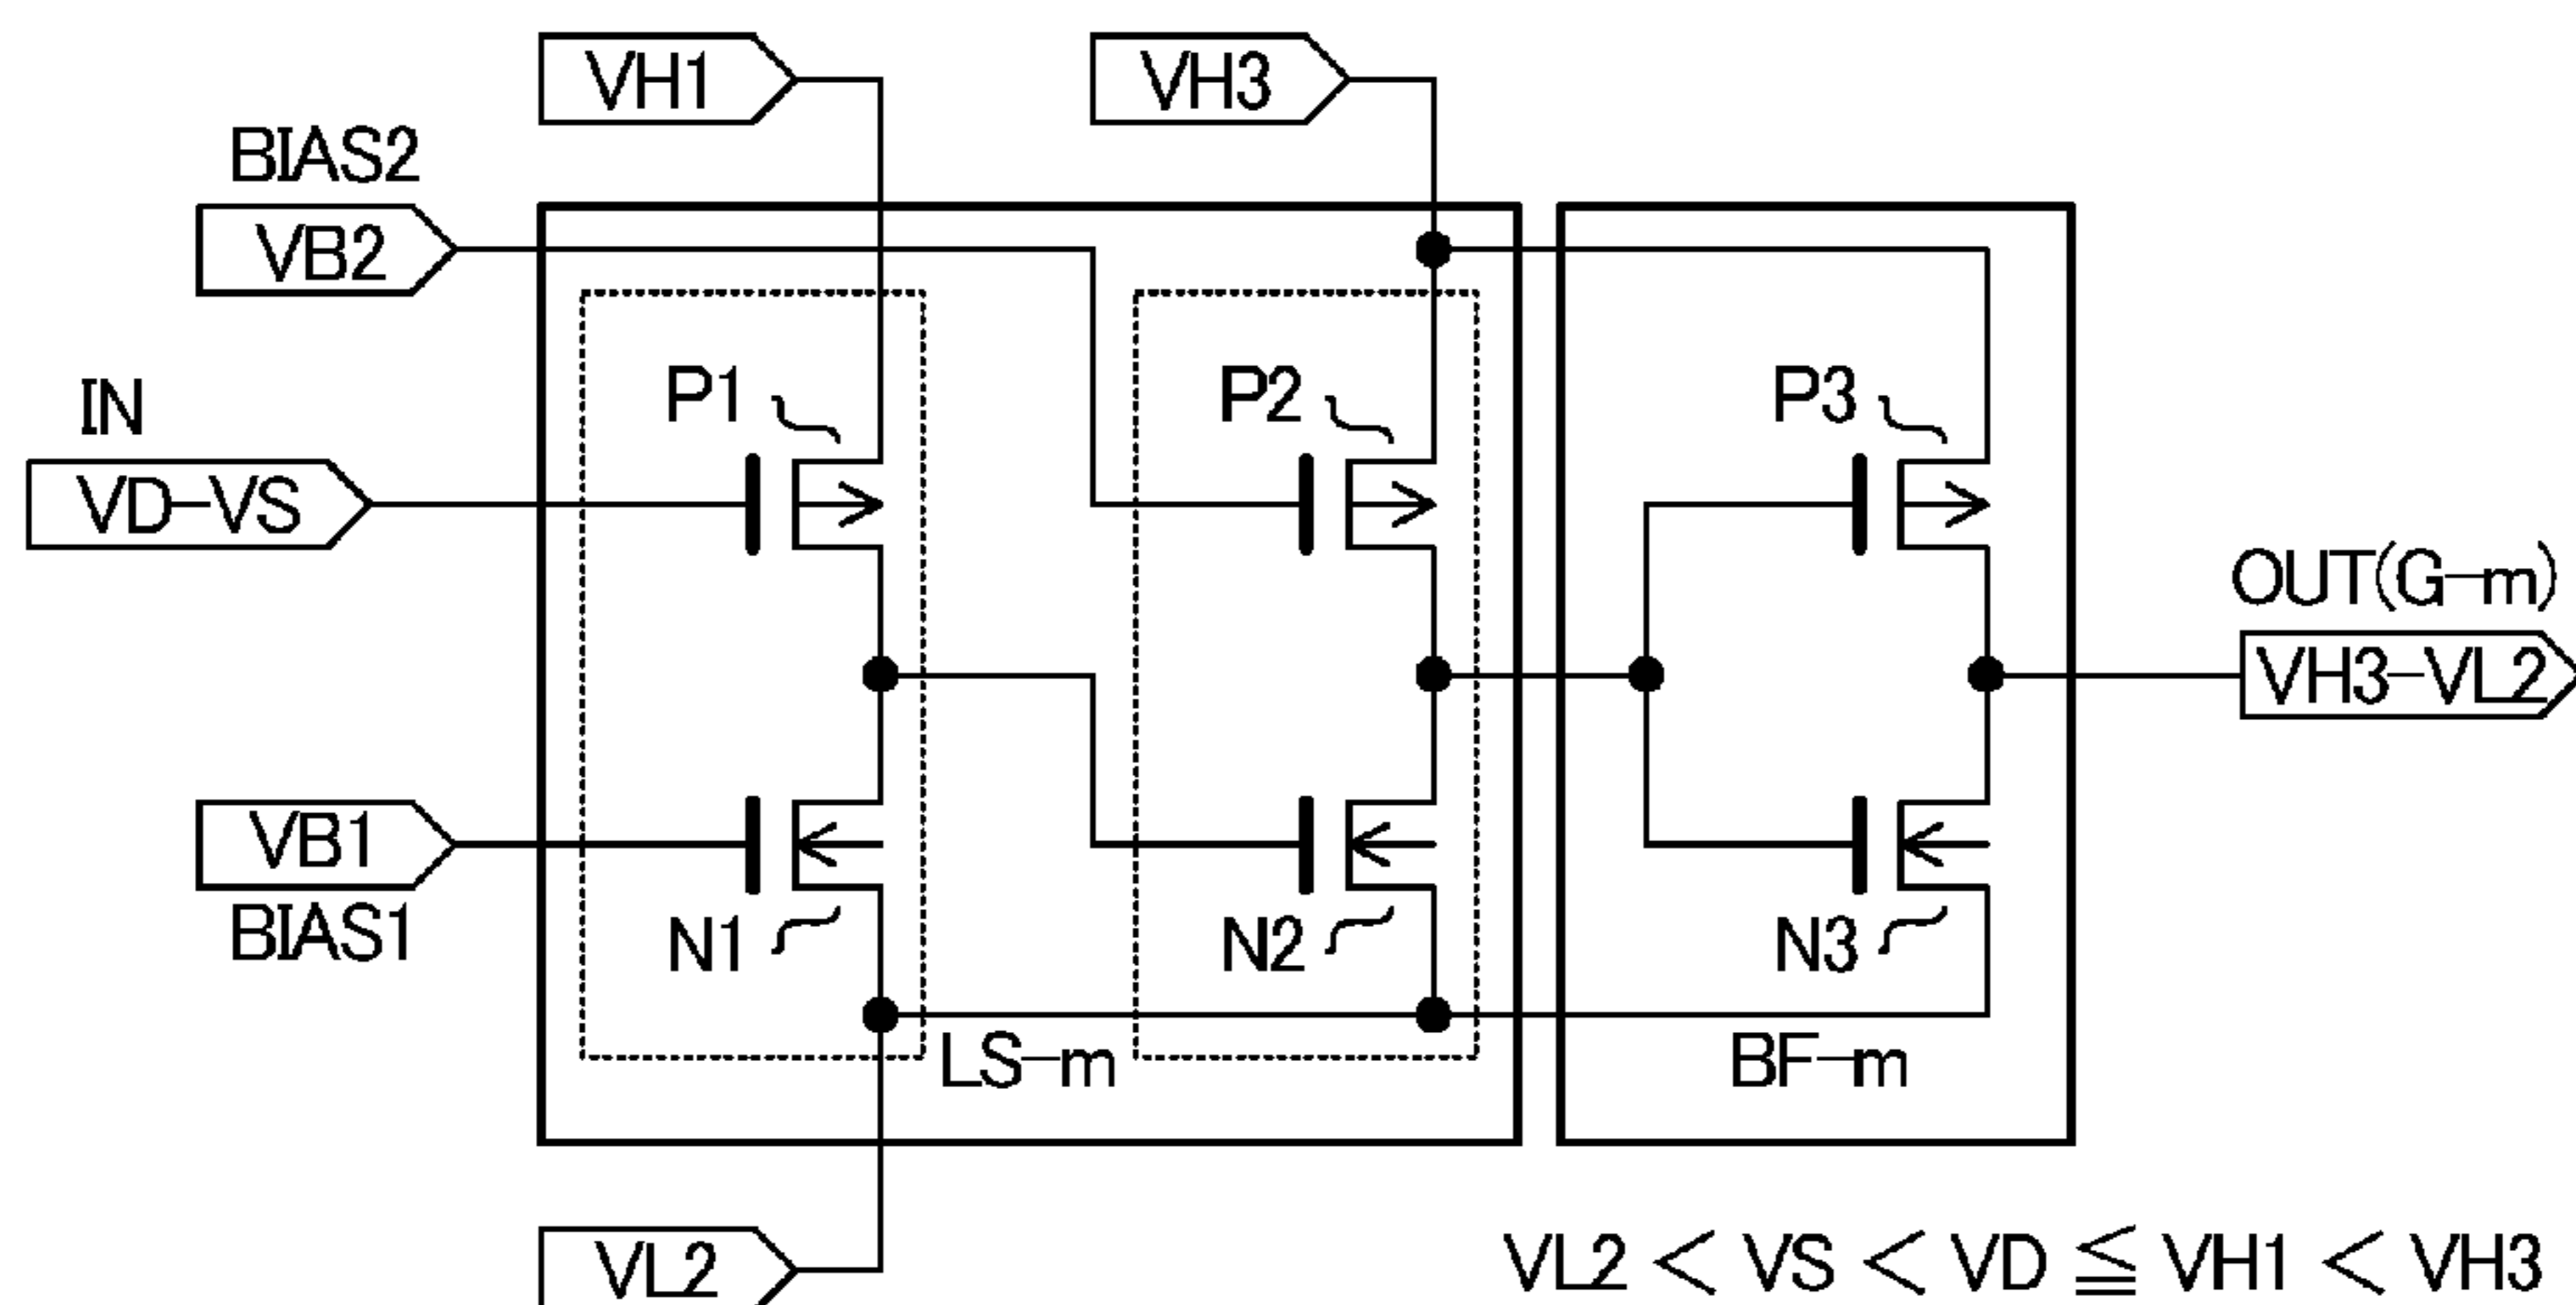 VH1
VH3
BIAS2
VB2
IN
VD-VS
P1
P2
P3
OUT(G-m)
VH3-VL2
VB1
BIAS1
N1
N2
N3
LS-m
BF-m
VL2
VL2 < VS < VD ≦ VH1 < VH3